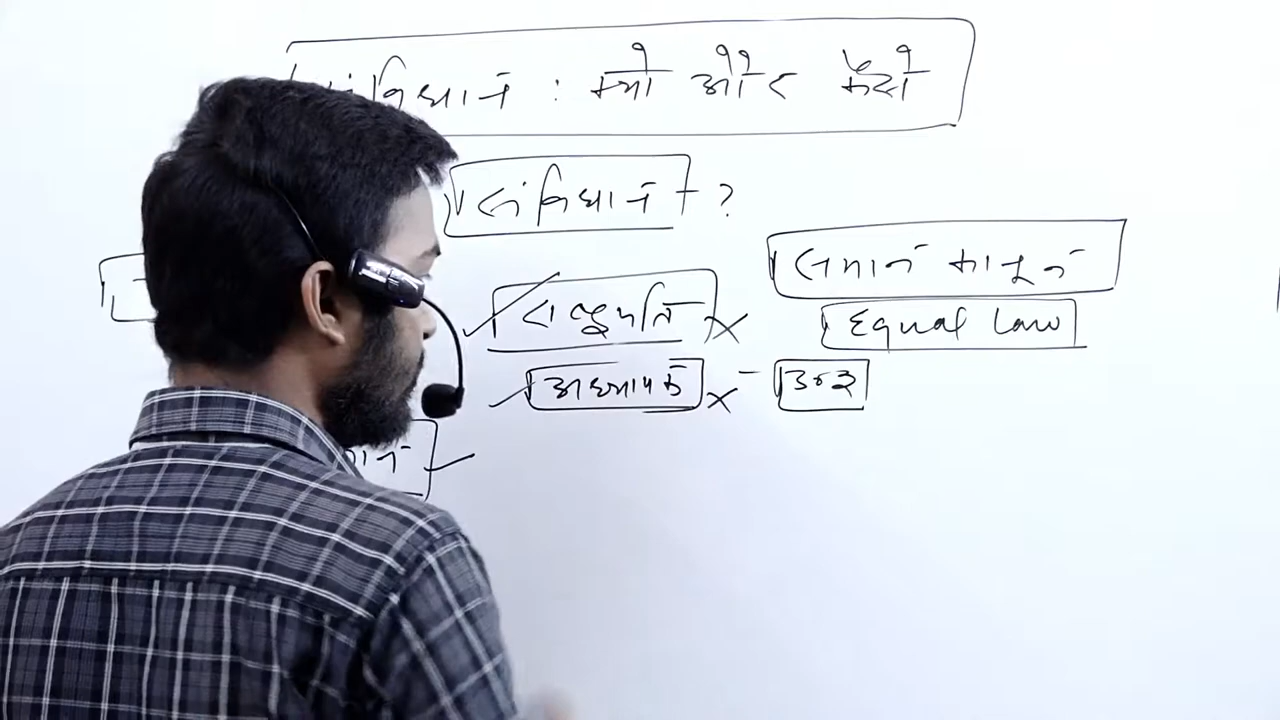 संविधान : क्यों और कैसे
संविधान - ?
समान कानून
राष्ट्रपति
Equal Law
अध्यापक - 302